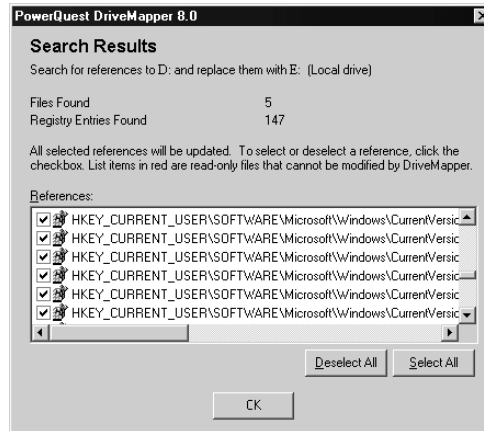 PowerQuest DriveMapper 8.0
Search Results
Search for references to D: and replace them with E: (Local drive)
Files Found 5
Registry Entries Found 147
All selected references will be updated. To select or deselect a reference, click the
checkbox. List items in red are read-only files that cannot be modified by DriveMapper.
References:
HKEY_CURRENT_USER\SOFTWARE\Microsoft\Windows\CurrentVersic
HKEY_CURRENT_USER\SOFTWARE\Microsoft\Windows\CurrentVersic
HKEY_CURRENT_USER\SOFTWARE\Microsoft\Windows\CurrentVersic
HKEY_CURRENT_USER\SOFTWARE\Microsoft\Windows\CurrentVersic
HKEY_CURRENT_USER\SOFTWARE\Microsoft\Windows\CurrentVersic
HKEY_CURRENT_USER\SOFTWARE\Microsoft\Windows\CurrentVersic
Deselect All Select All
CK